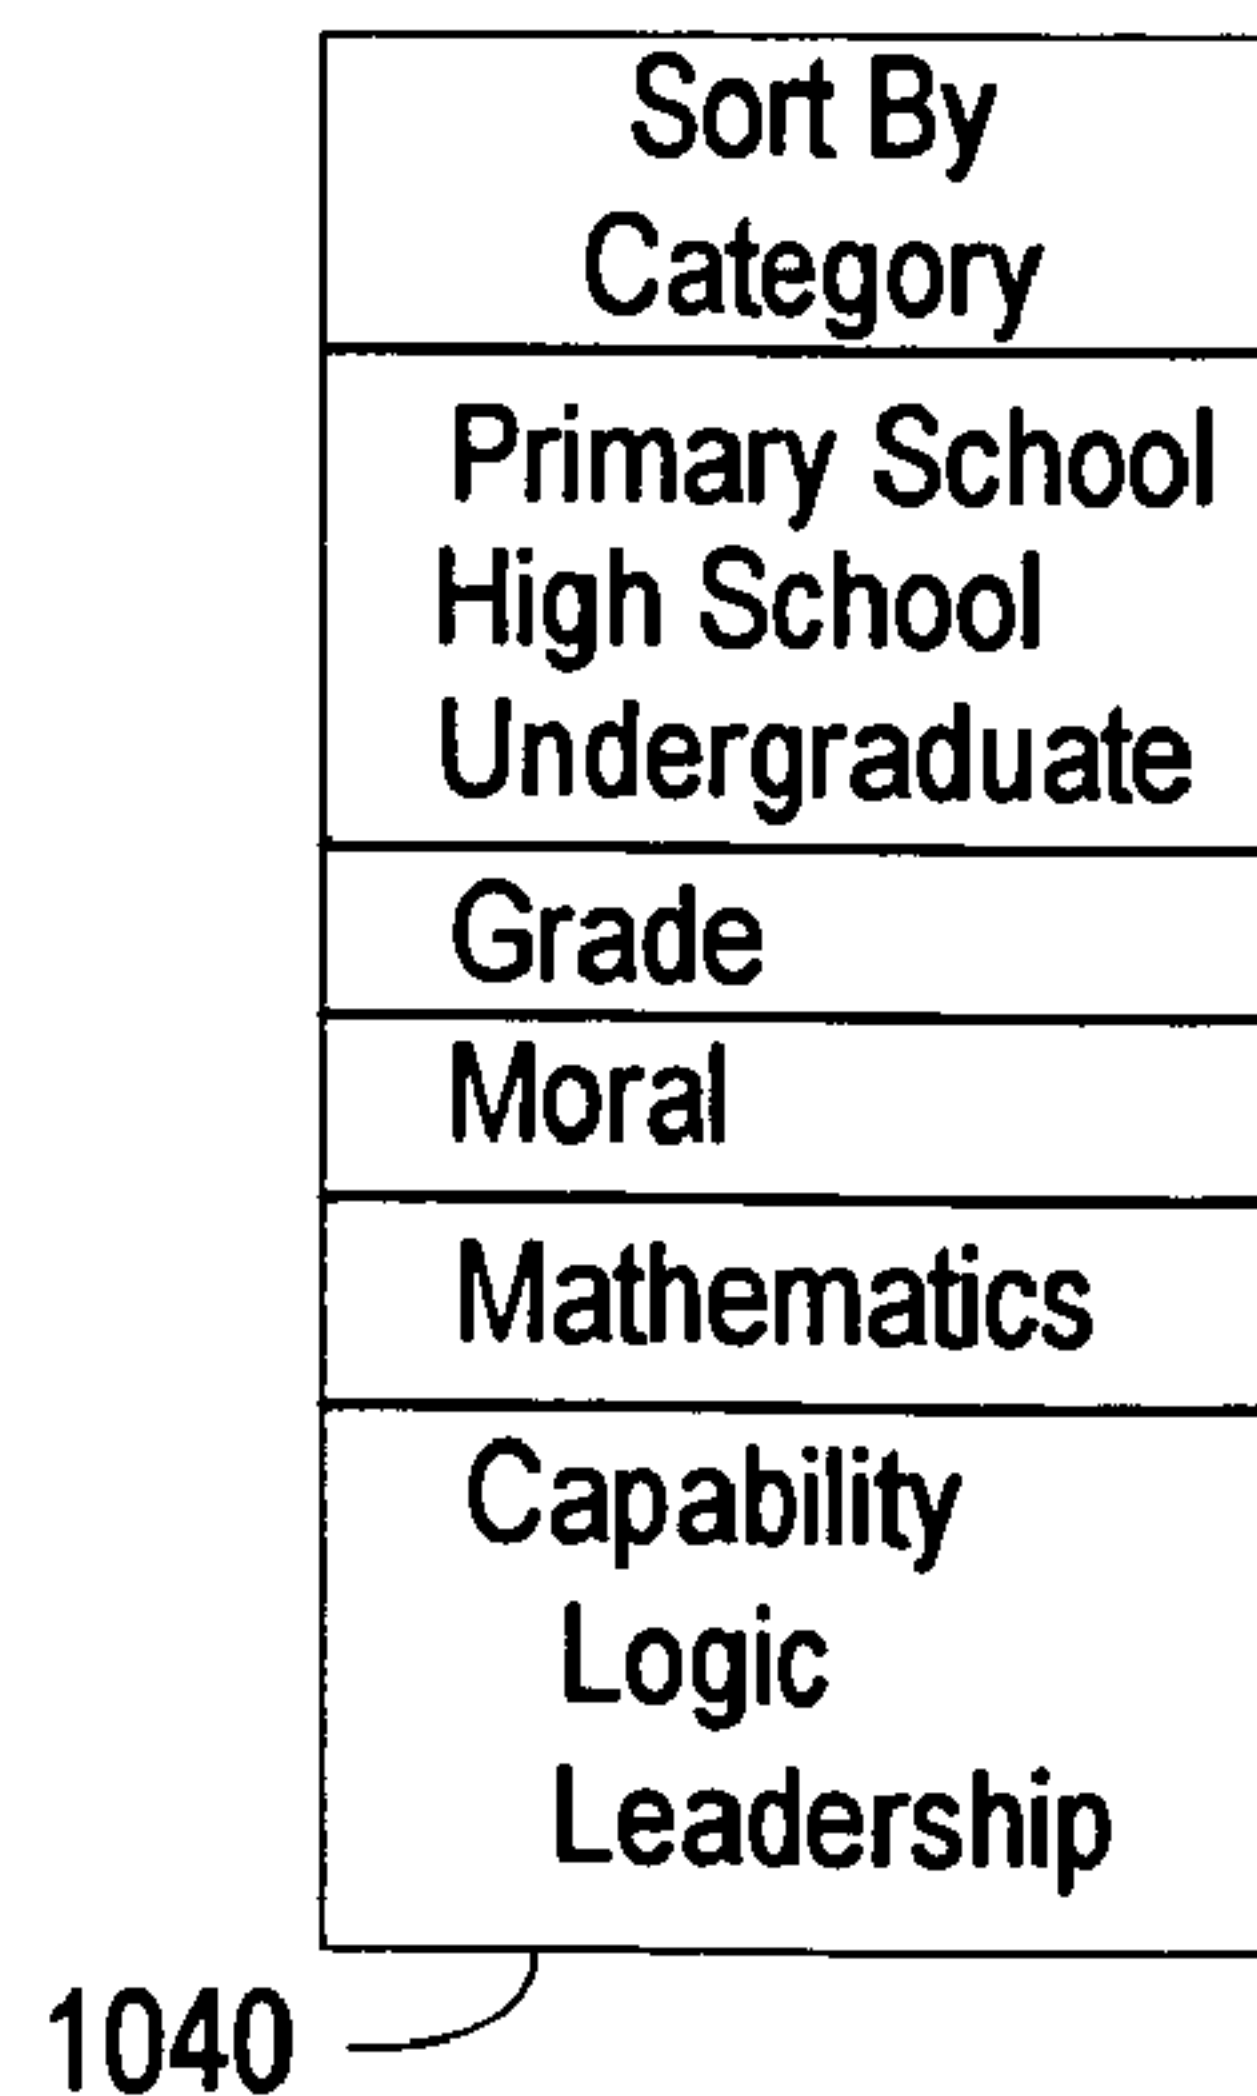 Sort By
Category
Primary School
High School
Undergraduate
Grade
Moral
Mathematics
Capability
Logic
Leadership
1040